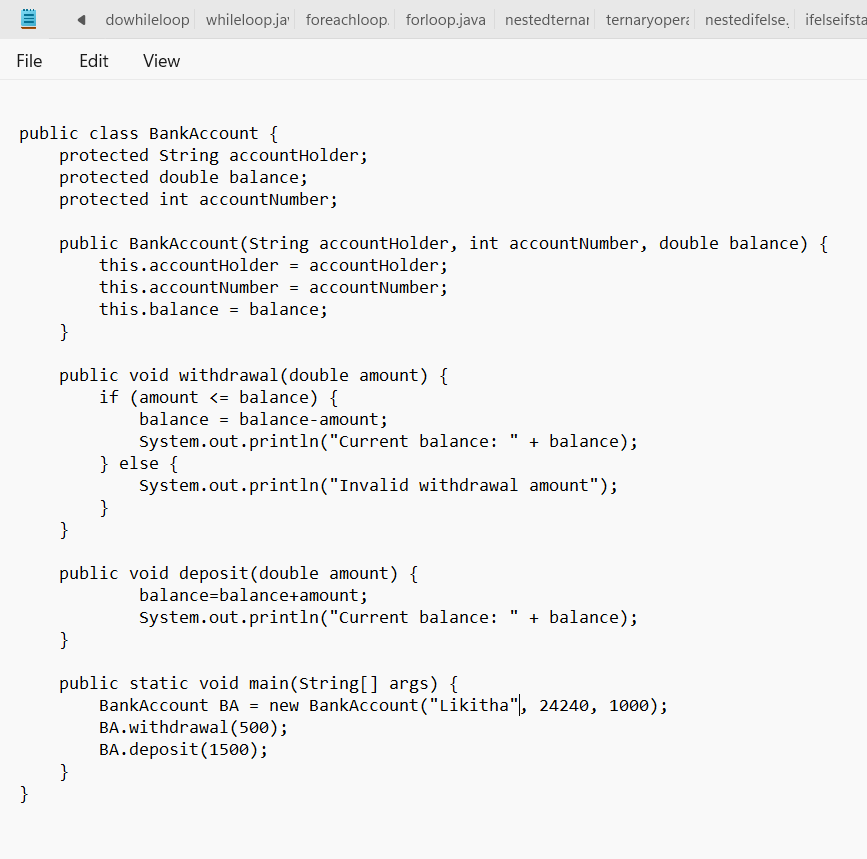 dowhileloop whileloop.ja foreachloop. forloop.java nestedternar ternaryopera nestedifelse. ifelseifsta
File Edit View
public class BankAccount {
    protected String accountHolder;
    protected double balance;
    protected int accountNumber;

    public BankAccount(String accountHolder, int accountNumber, double balance) {
        this.accountHolder = accountHolder;
        this.accountNumber = accountNumber;
        this.balance = balance;
    }

    public void withdrawal(double amount) {
        if (amount <= balance) {
            balance = balance-amount;
            System.out.println("Current balance: " + balance);
        } else {
            System.out.println("Invalid withdrawal amount");
        }
    }

    public void deposit(double amount) {
            balance=balance+amount;
            System.out.println("Current balance: " + balance);
    }

    public static void main(String[] args) {
        BankAccount BA = new BankAccount("Likitha", 24240, 1000);
        BA.withdrawal(500);
        BA.deposit(1500);
    }
}